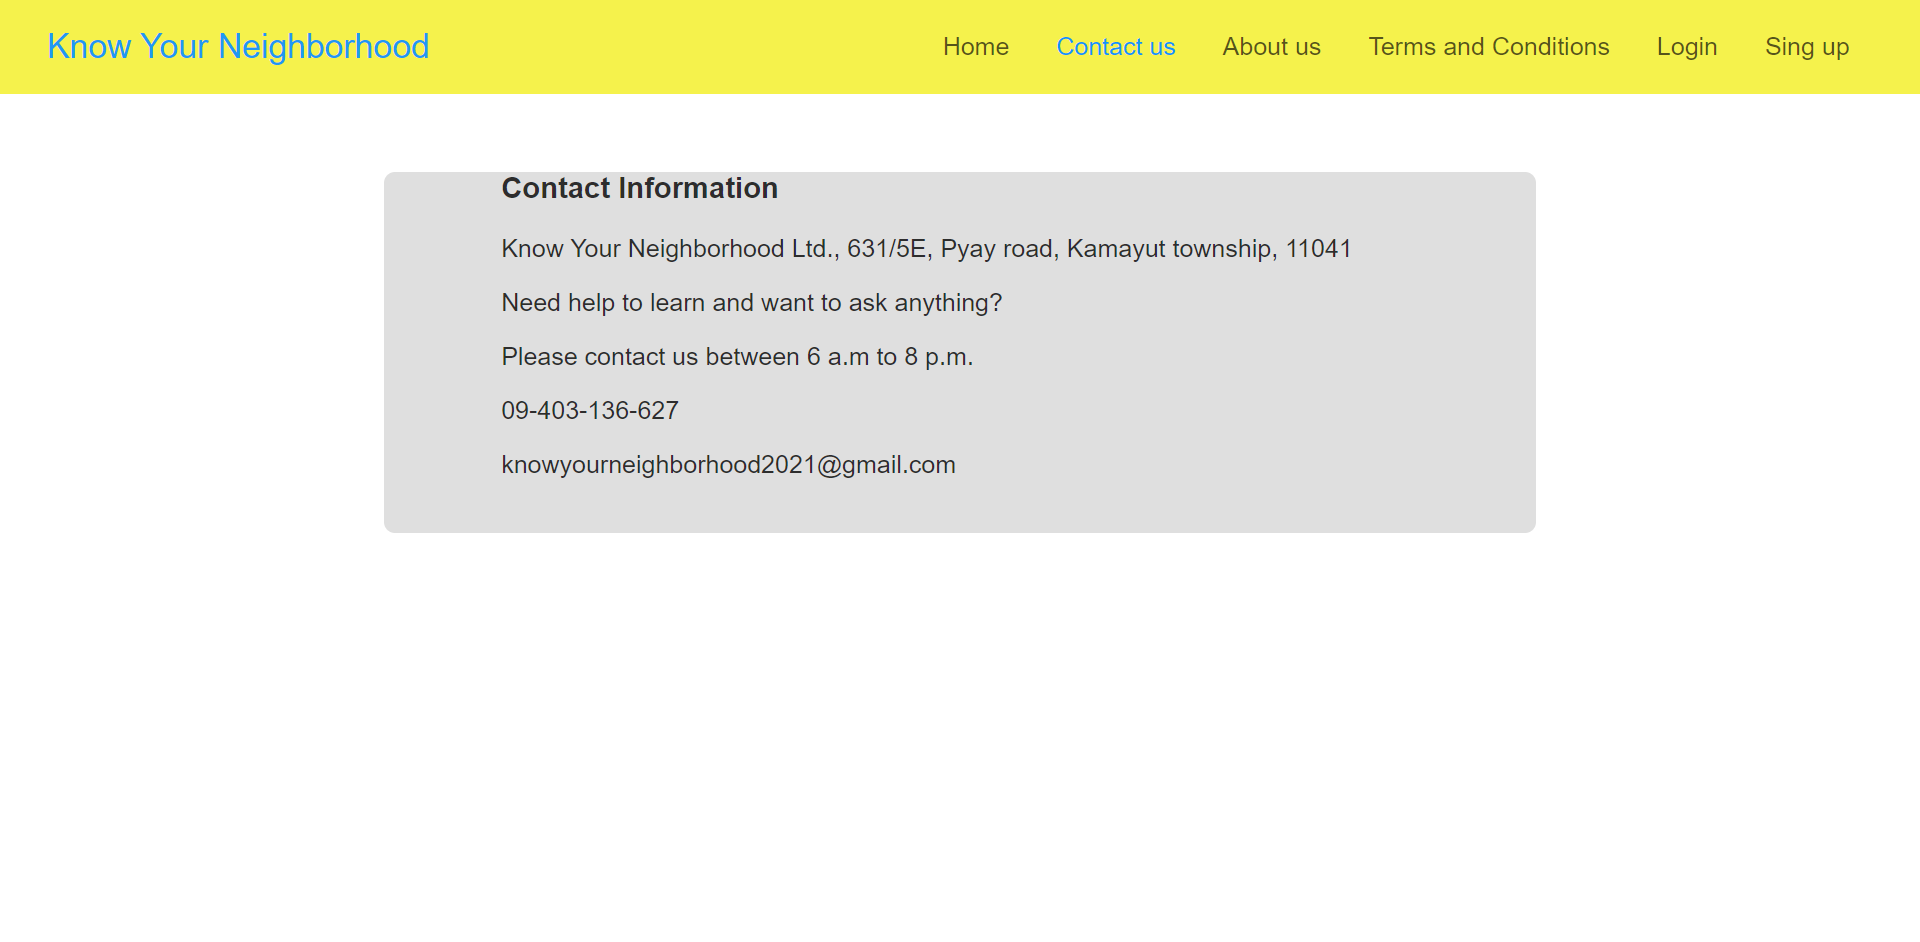 Know Your Neighborhood
Home Contact us About us Terms and Conditions Login Sing up
Contact Information
Know Your Neighborhood Ltd., 631/5E, Pyay road, Kamayut township, 11041
Need help to learn and want to ask anything?
Please contact us between 6 a.m to 8 p.m.
09-403-136-627
knowyourneighborhood2021@gmail.com